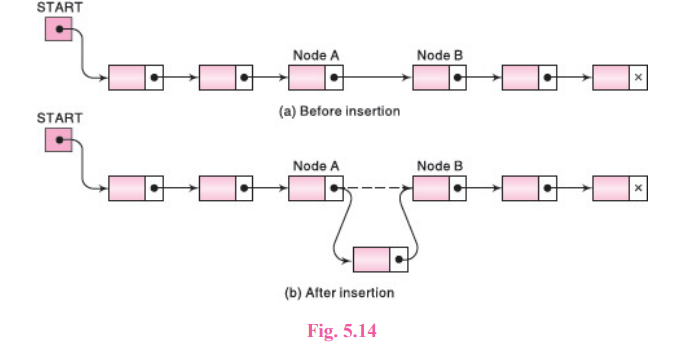 START
Node A Node B
×
(a) Before insertion
START
Node A Node B
×
(b) After insertion
Fig. 5.14